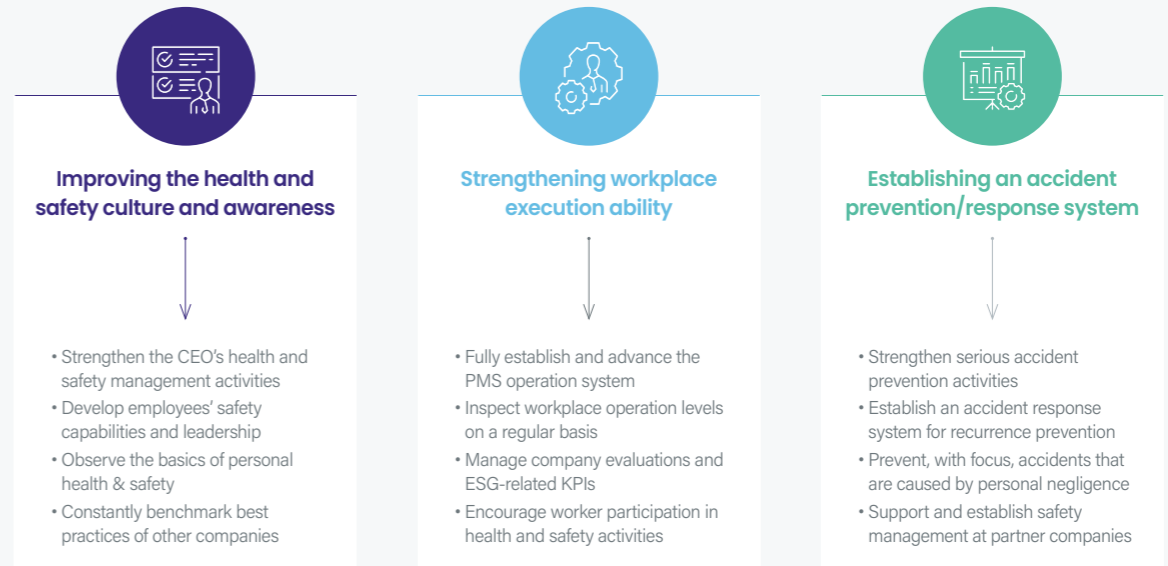 Improving the health and
safety culture and awareness
• Strengthen the CEO’s health and
safety management activities
• Develop employees’ safety
capabilities and leadership
• Observe the basics of personal
health & safety
• Constantly benchmark best
practices of other companies
Strengthening workplace
execution ability
• Fully establish and advance the
PMS operation system
• Inspect workplace operation levels
on a regular basis
• Manage company evaluations and
ESG-related KPIs
• Encourage worker participation in
health and safety activities
Establishing an accident
prevention/response system
• Strengthen serious accident
prevention activities
• Establish an accident response
system for recurrence prevention
• Prevent, with focus, accidents that
are caused by personal negligence
• Support and establish safety
management at partner companies